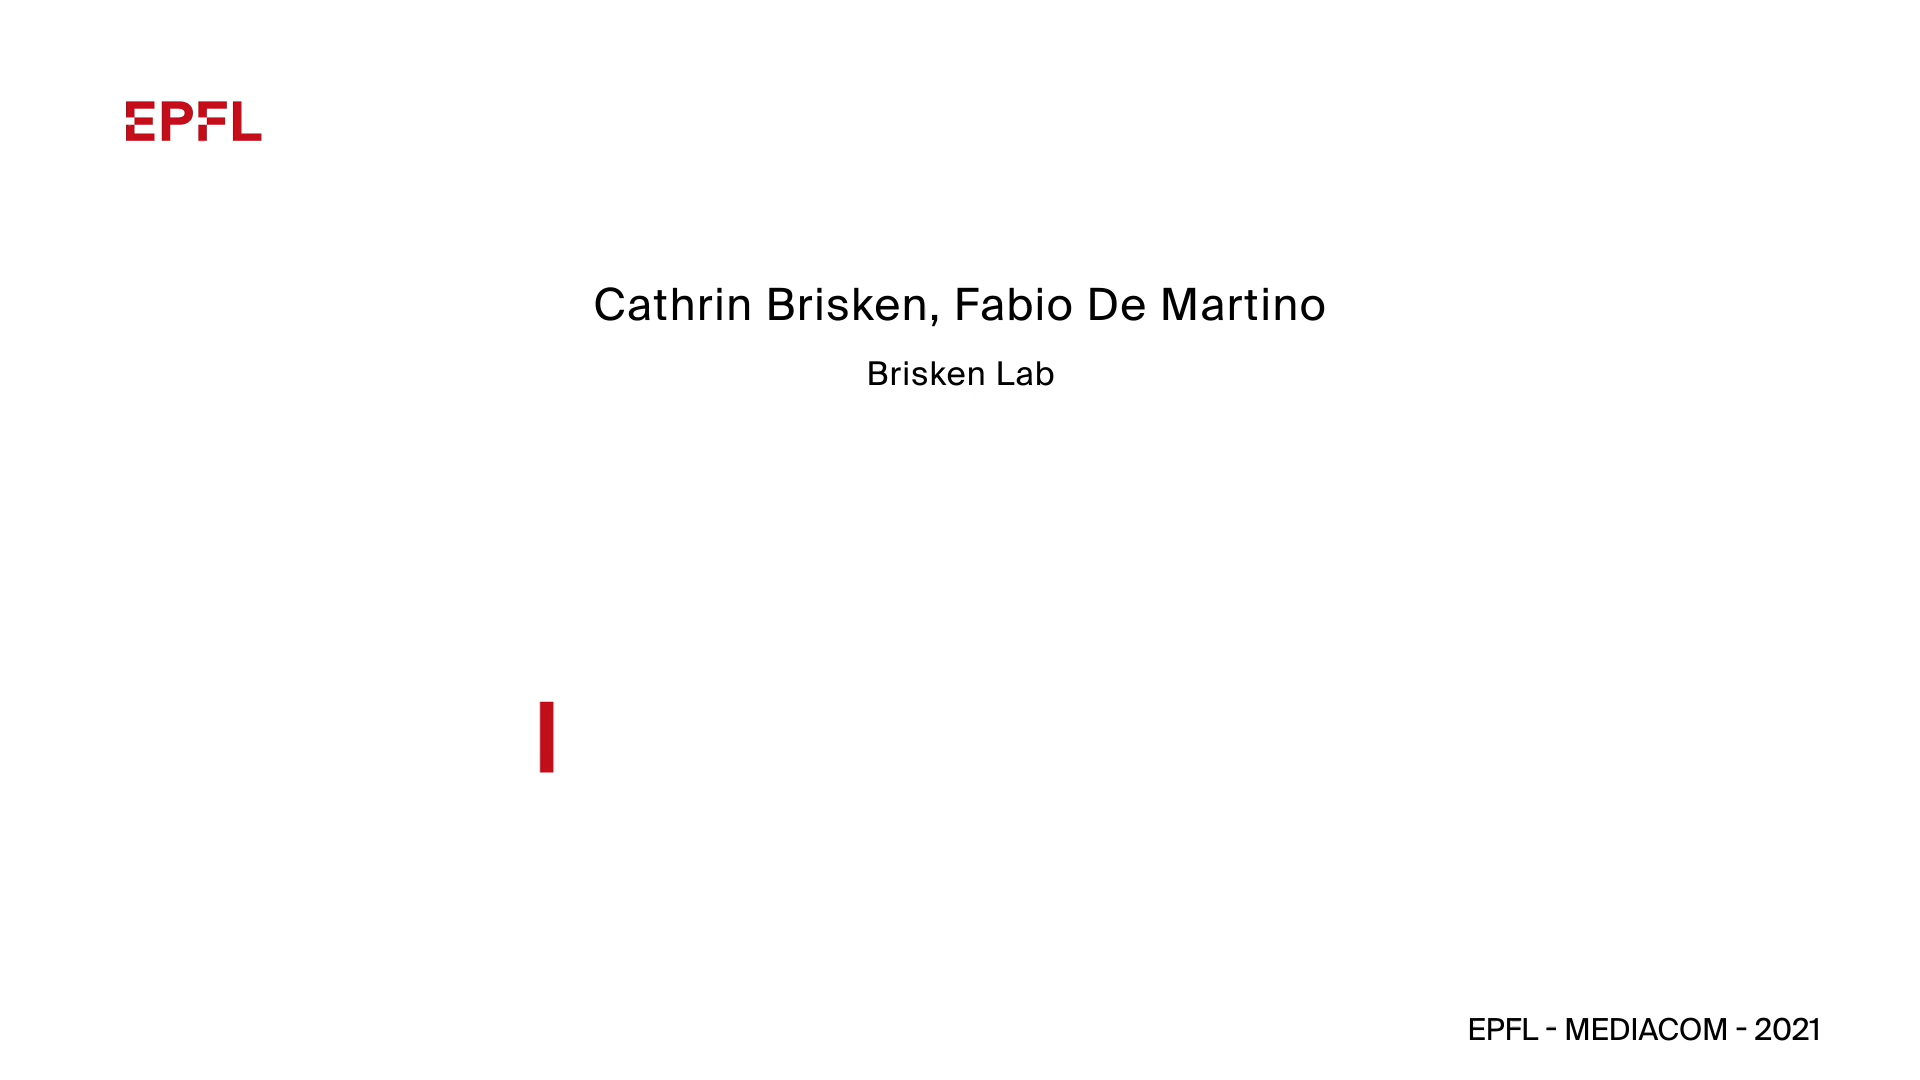 EPFL
Cathrin Brisken, Fabio De Martino
Brisken Lab
EPFL - MEDIACOM - 2021